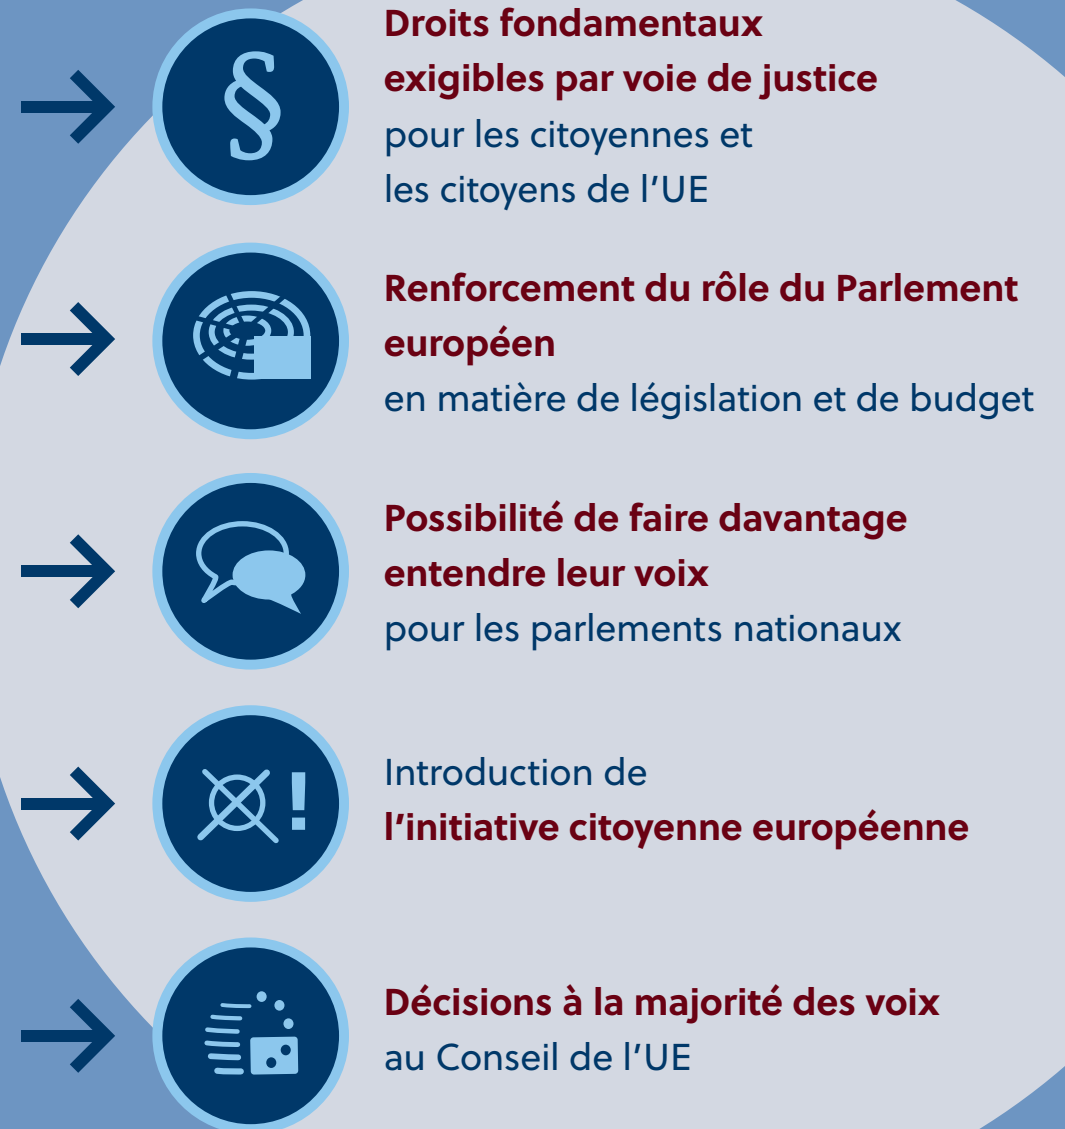 §
Droits fondamentaux
exigibles par voie de justice
pour les citoyennes et
les citoyens de l’UE
Renforcement du rôle du Parlement
européen
en matière de législation et de budget
Possibilité de faire davantage
entendre leur voix
pour les parlements nationaux
!
Introduction de
l’initiative citoyenne européenne
Décisions à la majorité des voix
au Conseil de l’UE